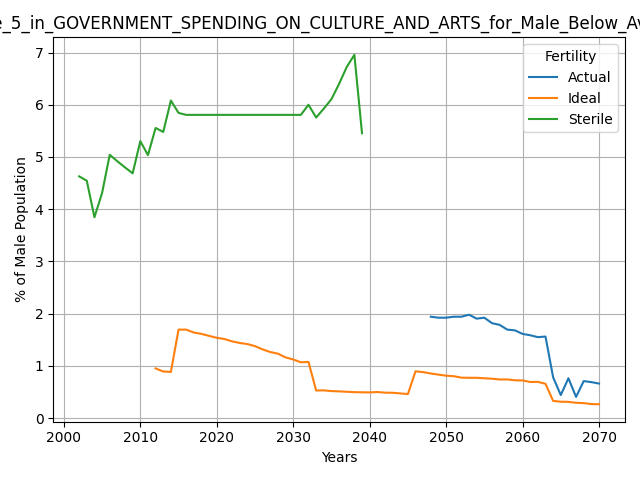 _5_in_GOVERNMENT_SPENDING_ON_CULTURE_AND_ARTS_for_Male_Below_
7
6
5
4
3
2
1
0
% of Male Population
Fertility
Actual
Ideal
Sterile
2000 2010 2020 2030 2040 2050 2060 2070
Years